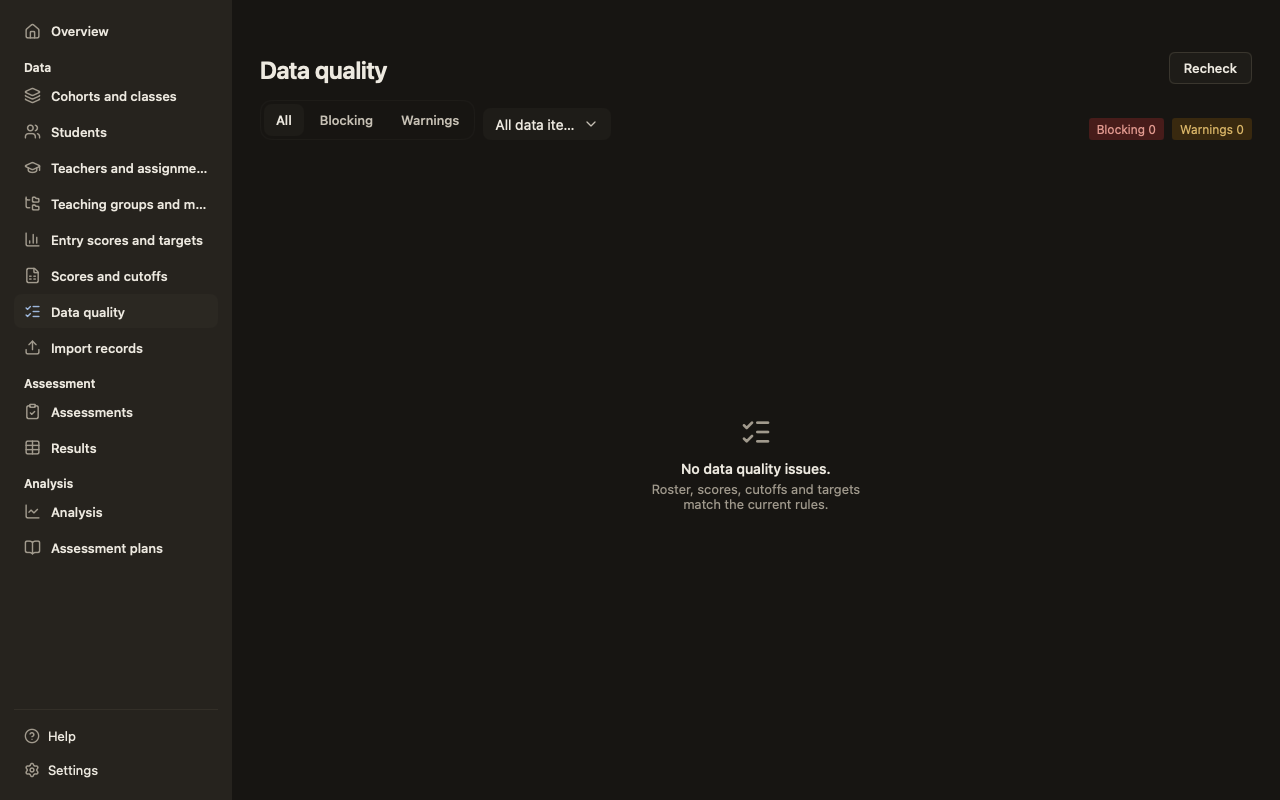 Overview
Data
Cohorts and classes
Students
Teachers and assignme...
Teaching groups and m...
Entry scores and targets
Scores and cutoffs
Data quality
Import records
Assessment
Assessments
Results
Analysis
Analysis
Assessment plans
Help
Settings
Data quality
Recheck
All
Blocking
Warnings
All data ite...
Blocking 0
Warnings 0
No data quality issues.
Roster, scores, cutoffs and targets
match the current rules.